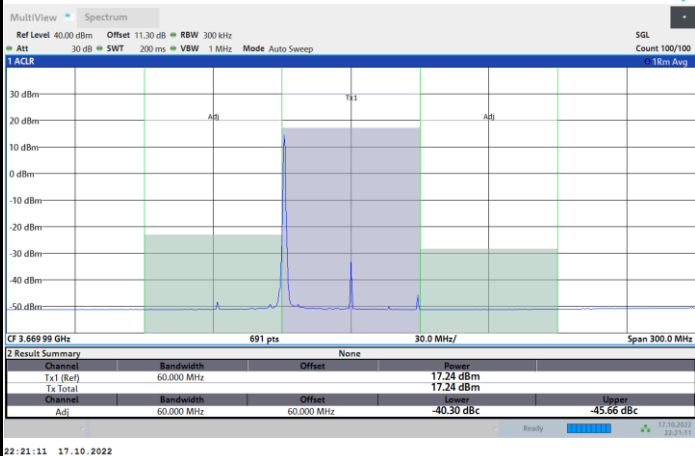 MultiView Spectrum
Ref Level 40.00 dBm Offset 11.30 dB RBW 300 kHz SGL
Att 30 dB SWT 200 ms VBW 1 MHz Mode Auto Sweep Count 100/100
1 ACLR 1Rm Avg
30 dBm
Tx1
20 dBm
Adj Adj
10 dBm
0 dBm
-10 dBm
-20 dBm
-30 dBm
-40 dBm
-50 dBm
CF 3.669 99 GHz 691 pts 30.0 MHz/ Span 300.0 MHz
2 Result Summary None
Channel Bandwidth Offset Power
Tx1 (Ref) 60.000 MHz 17.24 dBm
Tx Total 17.24 dBm
Channel Bandwidth Offset Lower Upper
Adj 60.000 MHz 60.000 MHz -40.30 dBc -45.66 dBc
Ready 17.10.2022
22:21:11
22:21:11 17.10.2022